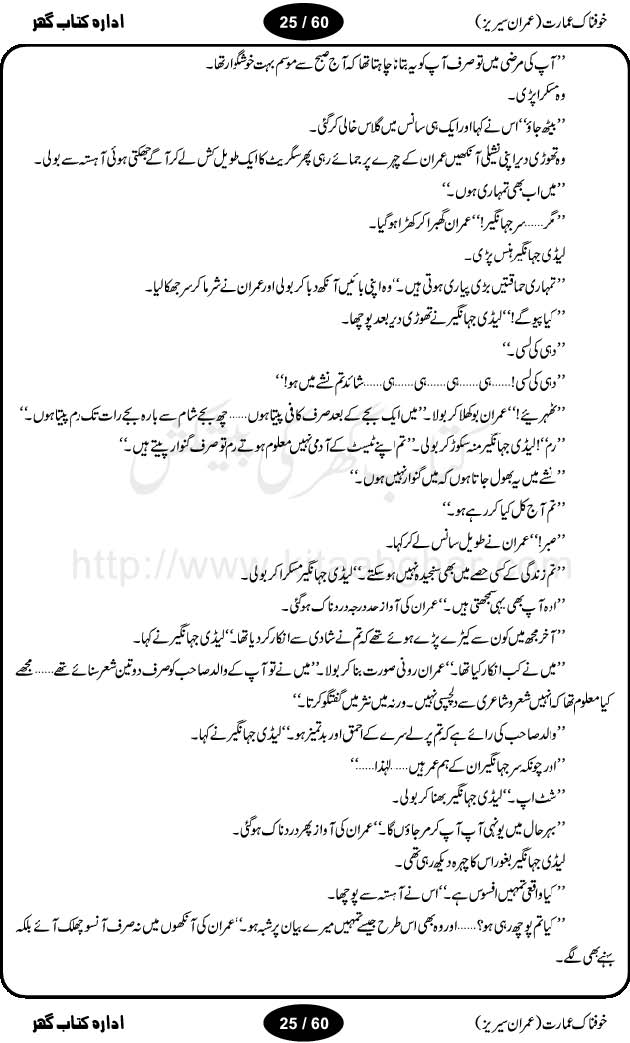 خوفناک عمارت (عمران سیریز) 25 / 60 ادارہ کتاب گھر
’’آپ کی مرضی میں تو صرف آپ کو یہ بتانا چاہتا تھا کہ آج صبح سے موسم بہت خوشگوار تھا۔
وہ مسکرا پڑی۔
’’بیٹھ جاؤ‘‘ اس نے کہا اور ایک ہی سانس میں گلاس خالی کر گئی۔
وہ تھوڑی دیر اپنی نشیلی آنکھیں عمران کے چہرے پر جمائے رہی پھر سگریٹ کا ایک طویل کش لے کر آگے جھکتی ہوئی آہستہ سے بولی۔
’’میں اب بھی تمہاری ہوں۔‘‘
’’مگر......سر جہانگیر!‘‘ عمران گھبرا کر کھڑا ہو گیا۔
لیڈی جہانگیر ہنس پڑی۔
’’تمہاری حماقتیں بڑی پیاری ہوتی ہیں۔‘‘ وہ اپنی بائیں آنکھ دبا کر بولی اور عمران نے شرما کر سر جھکا لیا۔
’’کیا پیو گے!‘‘ لیڈی جہانگیر نے تھوڑی دیر بعد پوچھا۔
’’دہی کی لسی۔‘‘
’’دہی کی لسی!......ہی......ہی......ہی......ہی......شائد تم نشے میں ہو!‘‘
’’ٹھہرئیے!‘‘ عمران بوکھلا کر بولا۔’’میں ایک بجے کے بعد صرف کافی پیتا ہوں......چھ بجے شام سے بارہ بجے رات تک رم پیتا ہوں۔‘‘
’’رم‘‘! لیڈی جہانگیر منہ سکوڑ کر بولی۔’’تم اپنے ٹیسٹ کے آدمی نہیں معلوم ہوتے رم تو صرف گنوار پیتے ہیں۔‘‘
’’نشے میں یہ بھول جاتا ہوں کہ میں گنوار نہیں ہوں۔‘‘
’’تم آج کل کیا کر رہے ہو۔‘‘
’’صبر!‘‘ عمران نے طویل سانس لے کر کہا۔
’’تم زندگی کے کسی حصے میں بھی سنجیدہ نہیں ہو سکتے۔‘‘ لیڈی جہانگیر مسکرا کر بولی۔
’’اوہ آپ بھی یہی سمجھتی ہیں۔‘‘ عمران کی آواز حد درجہ دردناک ہو گئی۔
’’آخر مجھ میں کون سے کیڑے پڑے ہوئے تھے کہ تم نے شادی سے انکار کر دیا تھا۔‘‘ لیڈی جہانگیر نے کہا۔
’’میں نے کب انکار کیا تھا۔‘‘ عمران رونی صورت بنا کر بولا۔’’میں نے تو آپ کے والد صاحب کو صرف دو تین شعر سنائے تھے......مجھے
کیا معلوم تھا کہ انہیں شعر و شاعری سے دلچسپی نہیں۔ ورنہ میں نثر میں گفتگو کرتا۔‘‘
’’والد صاحب کی رائے ہے کہ تم پرلے سرے کے احمق اور بدتمیز ہو۔‘‘ لیڈی جہانگیر نے کہا۔
’’اور چونکہ سر جہانگیر ان کے ہم عمر ہیں......لہٰذا......‘‘
’’شٹ اپ۔‘‘ لیڈی جہانگیر بھنا کر بولی۔
’’بہر حال میں یونہی آپ آپ کر مر جاؤں گا۔‘‘ عمران کی آواز پھر دردناک ہو گئی۔
لیڈی جہانگیر بغور اس کا چہرہ دیکھ رہی تھی۔
’’کیا واقعی تمہیں افسوس ہے۔‘‘ اس نے آہستہ سے پوچھا۔
’’کیا تم پوچھ رہی ہو؟......اور وہ بھی اس طرح جیسے تمہیں میرے بیان پر شبہ ہو۔‘‘ عمران کی آنکھوں میں نہ صرف آنسو چھلک آئے بلکہ
بہنے بھی لگے۔
خوفناک عمارت (عمران سیریز) 25 / 60 ادارہ کتاب گھر